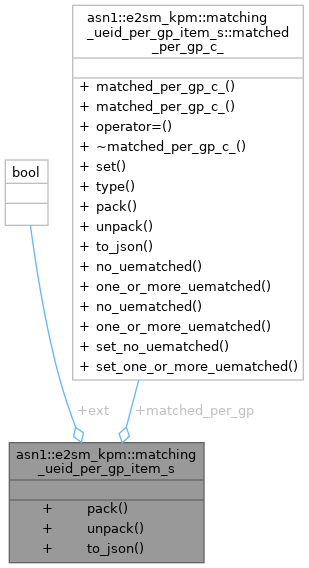 asn1::e2sm_kpm::matching
_ueid_per_gp_item_s::matched
_per_gp_c_
+ matched_per_gp_c_()
+ matched_per_gp_c_()
+ operator=()
+ ~matched_per_gp_c_()
+ set()
+ type()
+ pack()
+ unpack()
+ to_json()
+ no_uematched()
+ one_or_more_uematched()
+ no_uematched()
+ one_or_more_uematched()
+ set_no_uematched()
+ set_one_or_more_uematched()
bool
+ext
+matched_per_gp
asn1::e2sm_kpm::matching
_ueid_per_gp_item_s
+ pack()
+ unpack()
+ to_json()